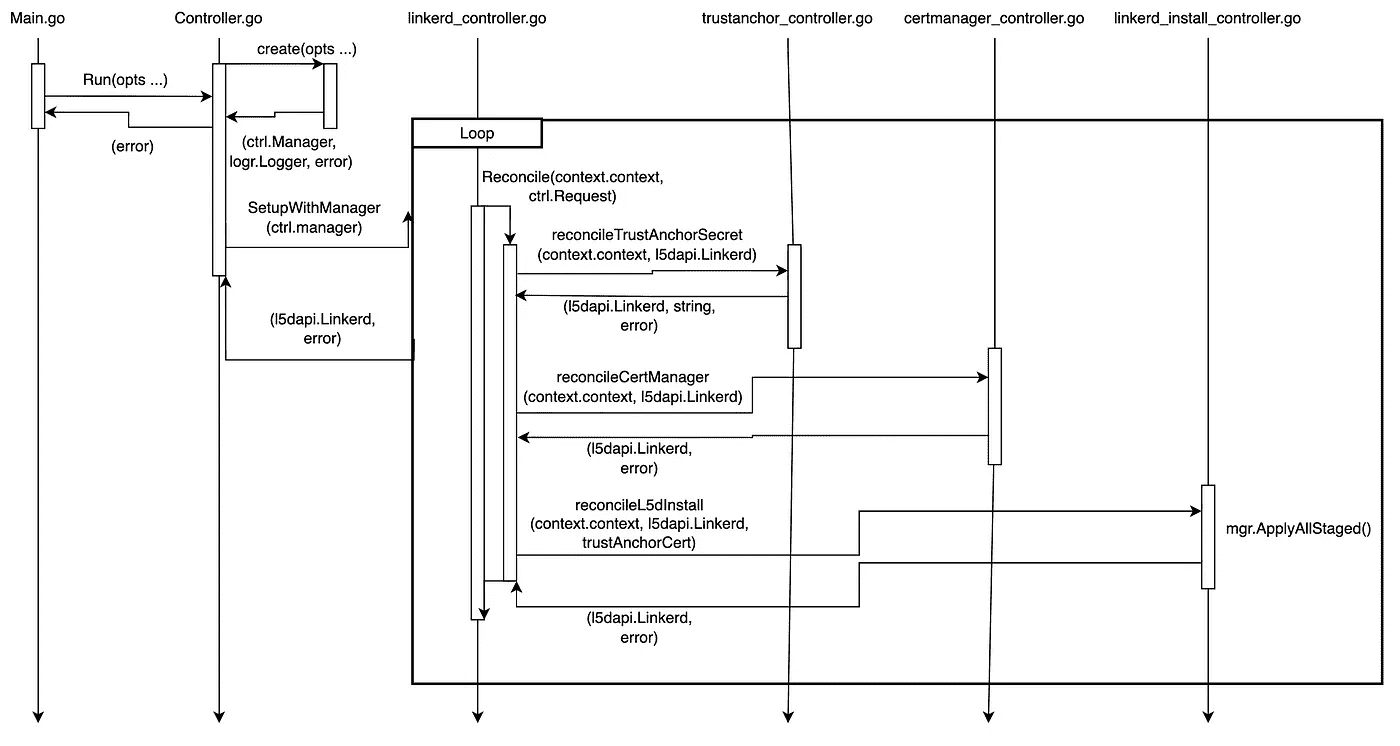 Main.go
Controller.go
linkerd_controller.go
trustanchor_controller.go
certmanager_controller.go
linkerd_install_controller.go
create(opts ...)
Run(opts ...)
(error)
(ctrl.Manager,
logr.Logger, error)
Loop
Reconcile(context.context,
ctrl.Request)
SetupWithManager
(ctrl.manager)
reconcileTrustAnchorSecret
(context.context, l5dapi.Linkerd)
(l5dapi.Linkerd, string,
error)
(l5dapi.Linkerd,
error)
reconcileCertManager
(context.context, l5dapi.Linkerd)
(l5dapi.Linkerd,
error)
reconcileL5dInstall
(context.context, l5dapi.Linkerd,
trustAnchorCert)
mgr.ApplyAllStaged()
(l5dapi.Linkerd,
error)